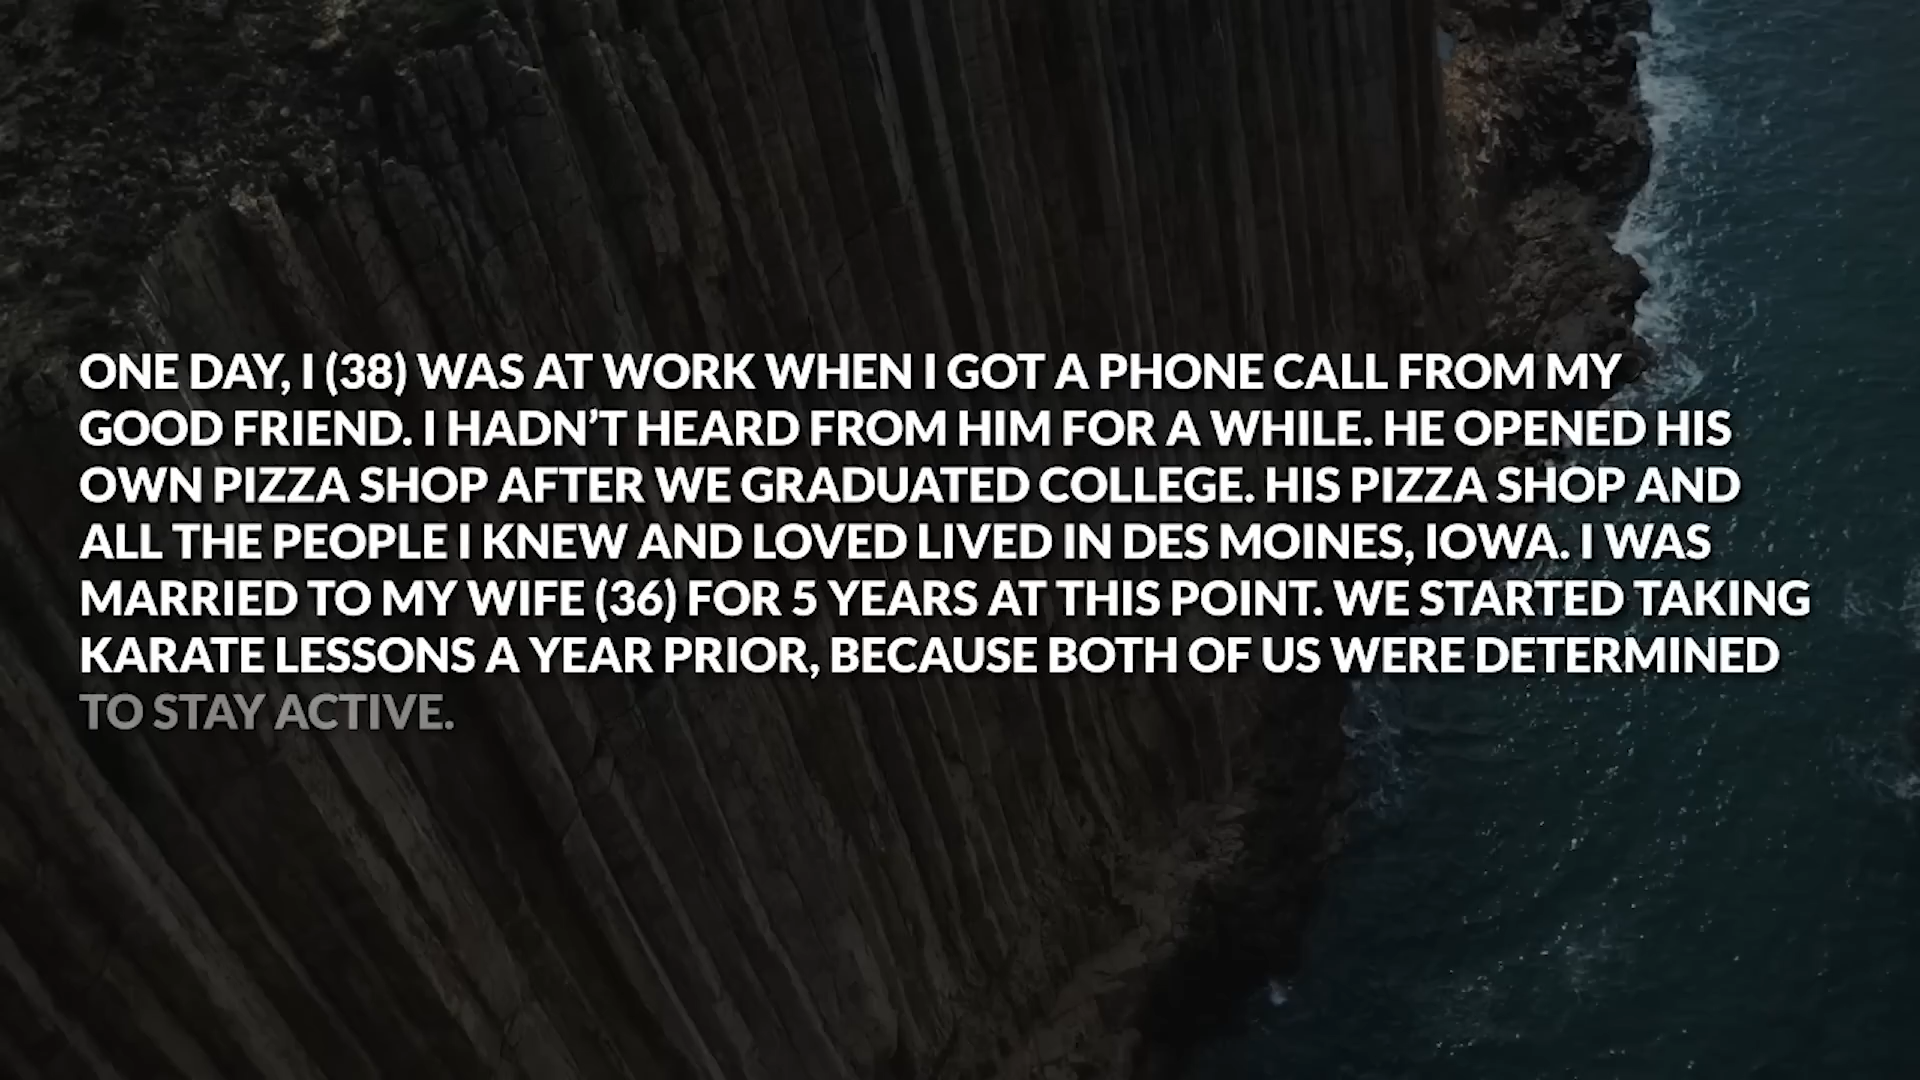 ONE DAY, I (38) WAS AT WORK WHEN I GOT A PHONE CALL FROM MY
GOOD FRIEND. I HADN’T HEARD FROM HIM FOR A WHILE. HE OPENED HIS
OWN PIZZA SHOP AFTER WE GRADUATED COLLEGE. HIS PIZZA SHOP AND
ALL THE PEOPLE I KNEW AND LOVED LIVED IN DES MOINES, IOWA. I WAS
MARRIED TO MY WIFE (36) FOR 5 YEARS AT THIS POINT. WE STARTED TAKING
KARATE LESSONS A YEAR PRIOR, BECAUSE BOTH OF US WERE DETERMINED
TO STAY ACTIVE.